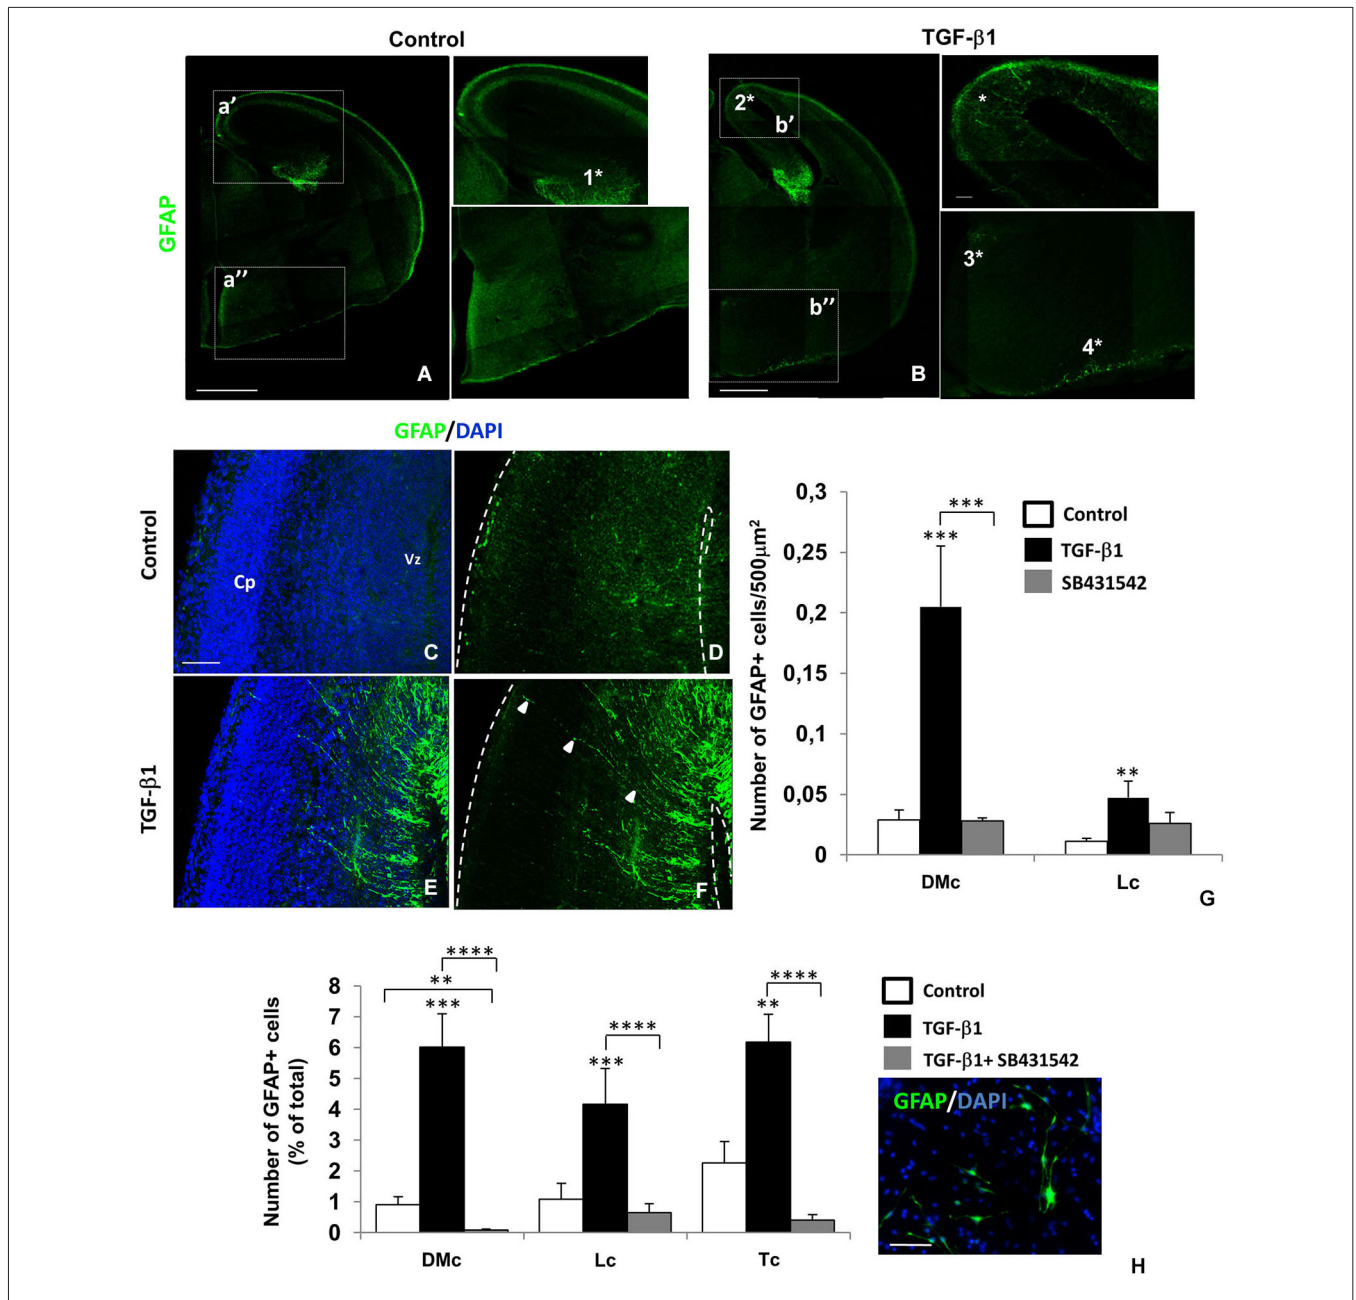 Control
TGF-β1
GFAP
a’
a’’
A
1*
2*
b’
b’’
B
*
3*
4*
GFAP/DAPI
Control
Cp
Vz
C
D
TGF-β1
E
F
Number of GFAP+ cells/500µm²
0,3
0,25
0,2
0,15
0,1
0,05
0
***
***
**
Control
TGF-β1
SB431542
DMc
Lc
G
Number of GFAP+ cells
(% of total)
8
7
6
5
4
3
2
1
0
****
**
***
****
***
****
**
DMc
Lc
Tc
Control
TGF-β1
TGF-β1+ SB431542
GFAP/DAPI
H